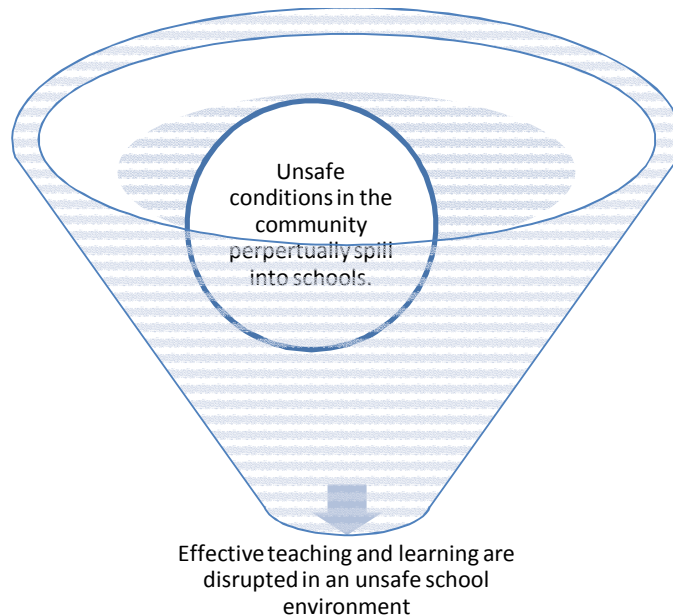 Unsafe
conditions in the
community
perpertually spill
into schools.
Effective teaching and learning are
disrupted in an unsafe school
environment